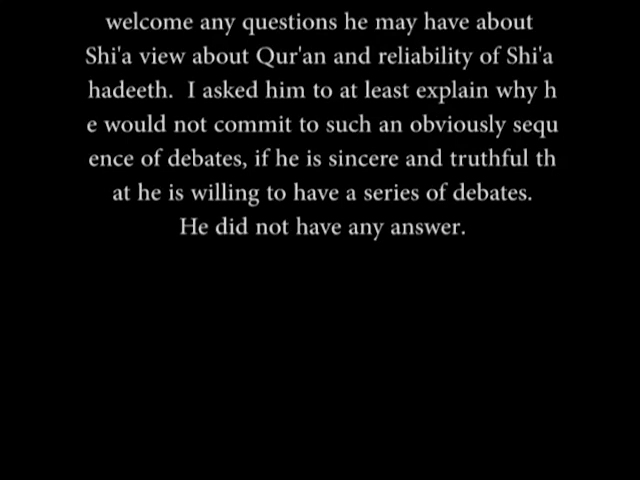 welcome any questions he may have about
Shi'a view about Qur'an and reliability of Shi'a
hadeeth.  I asked him to at least explain why h
e would not commit to such an obviously sequ
ence of debates, if he is sincere and truthful th
at he is willing to have a series of debates.
He did not have any answer.